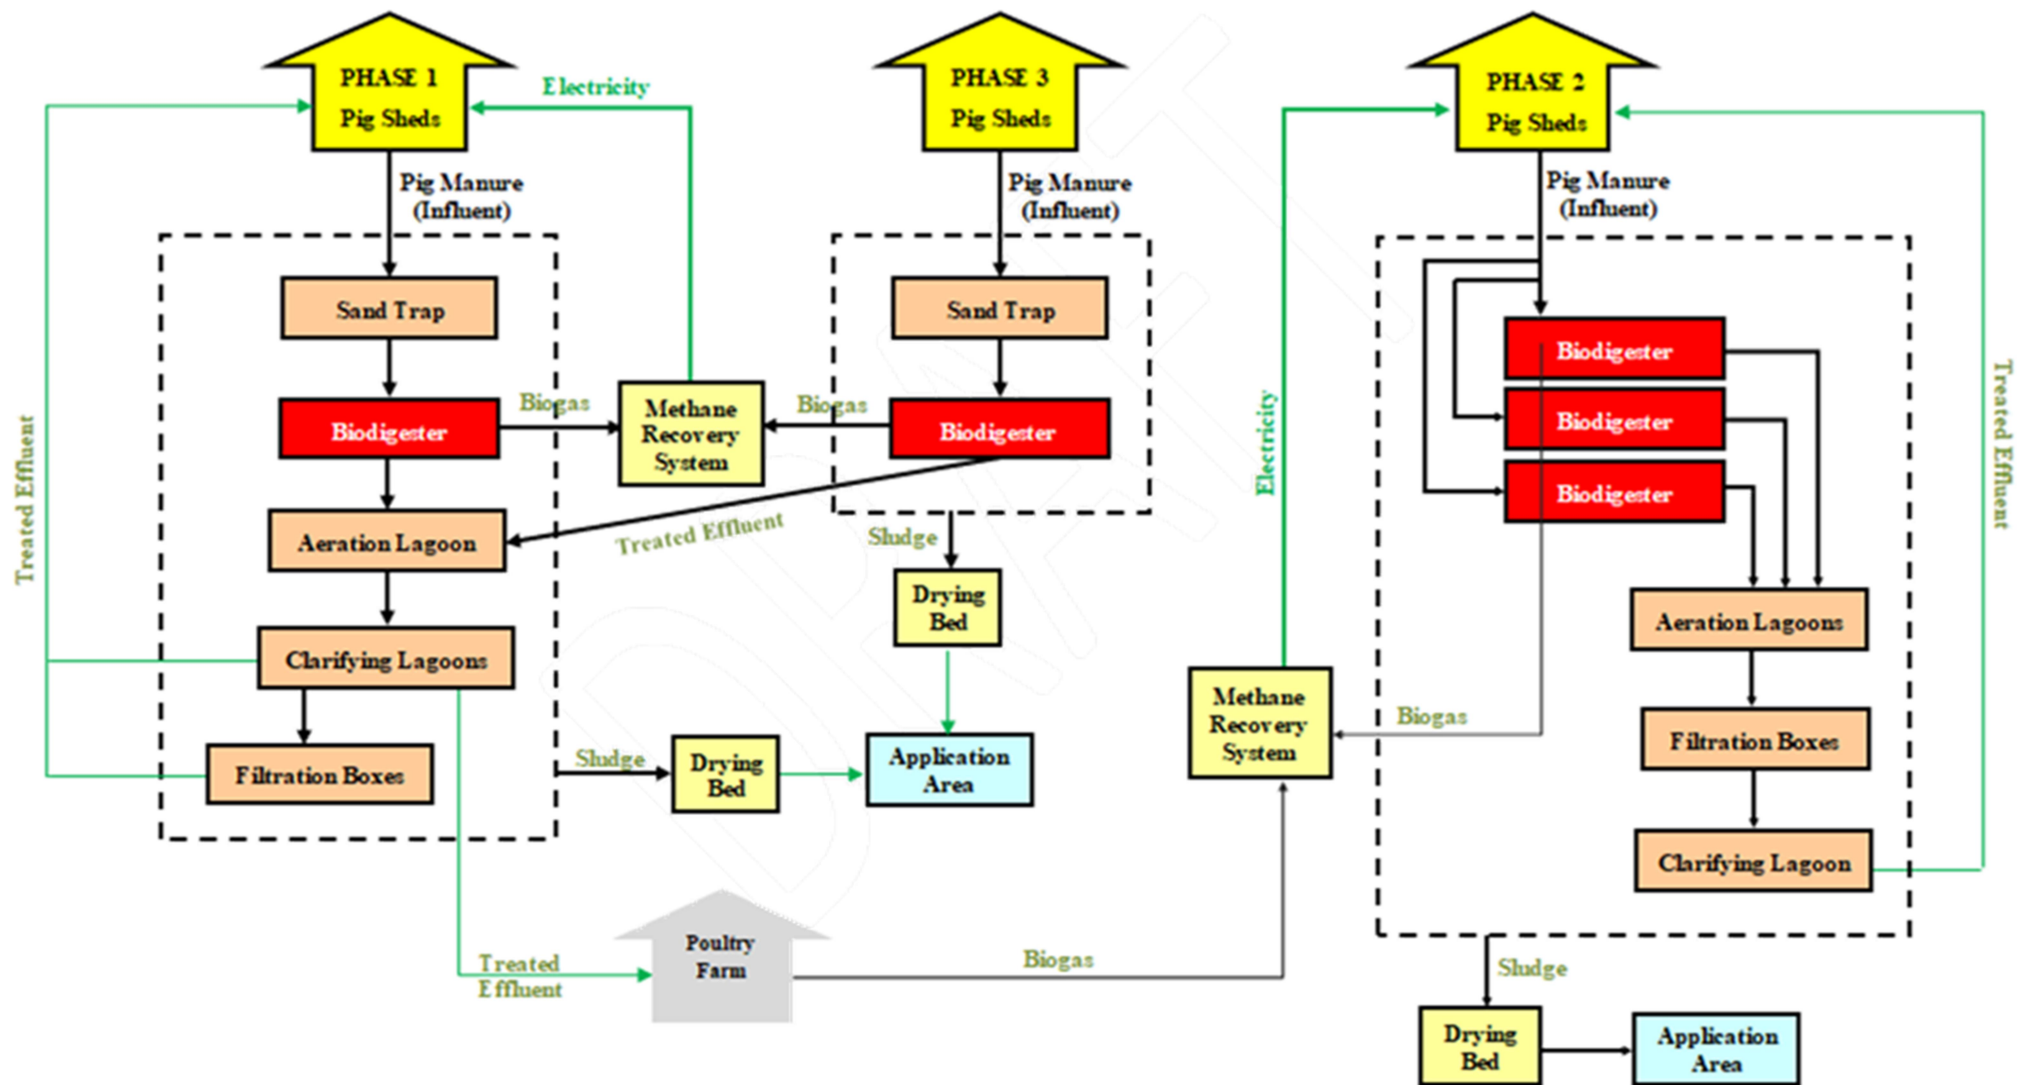 PHASE 1
Pig Sheds
Electricity
PHASE 3
Pig Sheds
PHASE 2
Pig Sheds
Pig Manure
(Influent)
Pig Manure
(Influent)
Pig Manure
(Influent)
Sand Trap
Sand Trap
Biodigester
Biogas
Methane
Recovery
System
Biogas
Biodigester
Biodigester
Biodigester
Biodigester
Treated Effluent
Electricity
Treated Effluent
Aeration Lagoon
Treated Effluent
Sludge
Drying
Bed
Aeration Lagoons
Clarifying Lagoons
Methane
Recovery
System
Biogas
Filtration Boxes
Filtration Boxes
Sludge
Drying
Bed
Application
Area
Clarifying Lagoon
Poultry
Farm
Treated
Effluent
Biogas
Sludge
Drying
Bed
Application
Area
DRAFT